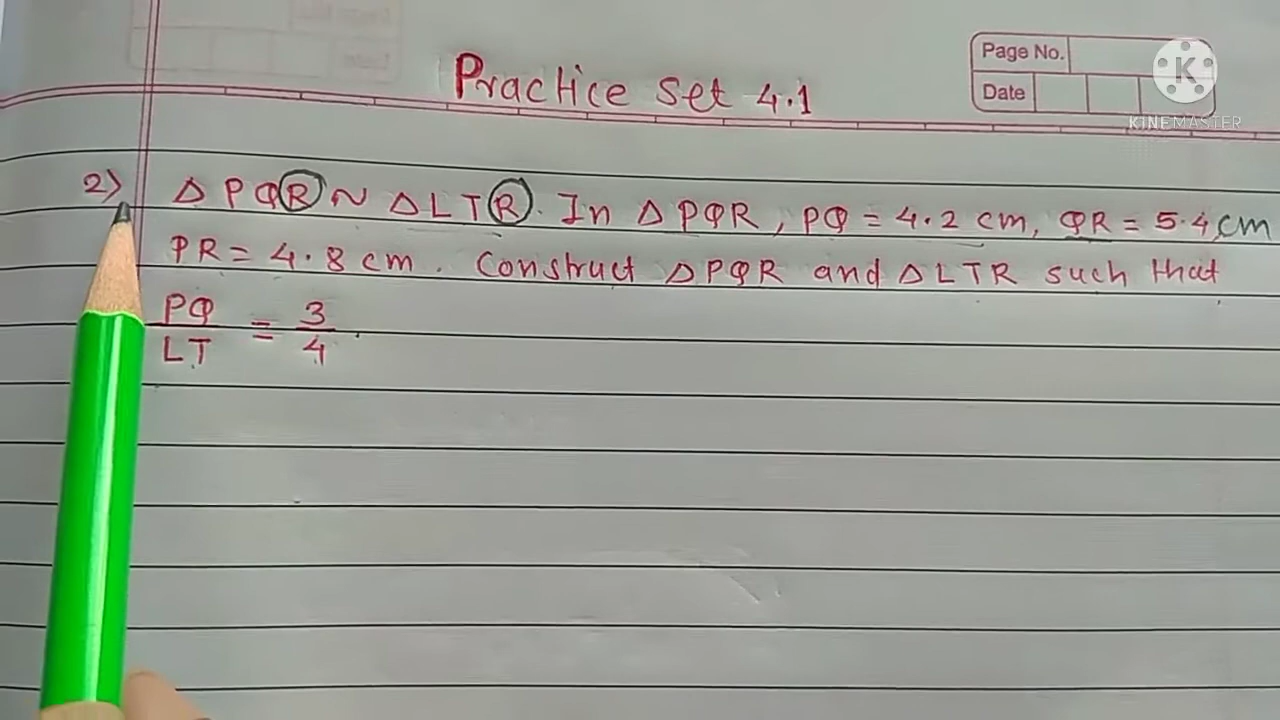 Page No.
Date
K
KINEMASTER
Practice Set 4.1
2) Δ PQR ~ Δ LTR. In Δ PQR, PQ = 4.2 cm, QR = 5.4 cm
PR = 4.8 cm. Construct Δ PQR and Δ LTR such that
PQ/LT = 3/4.